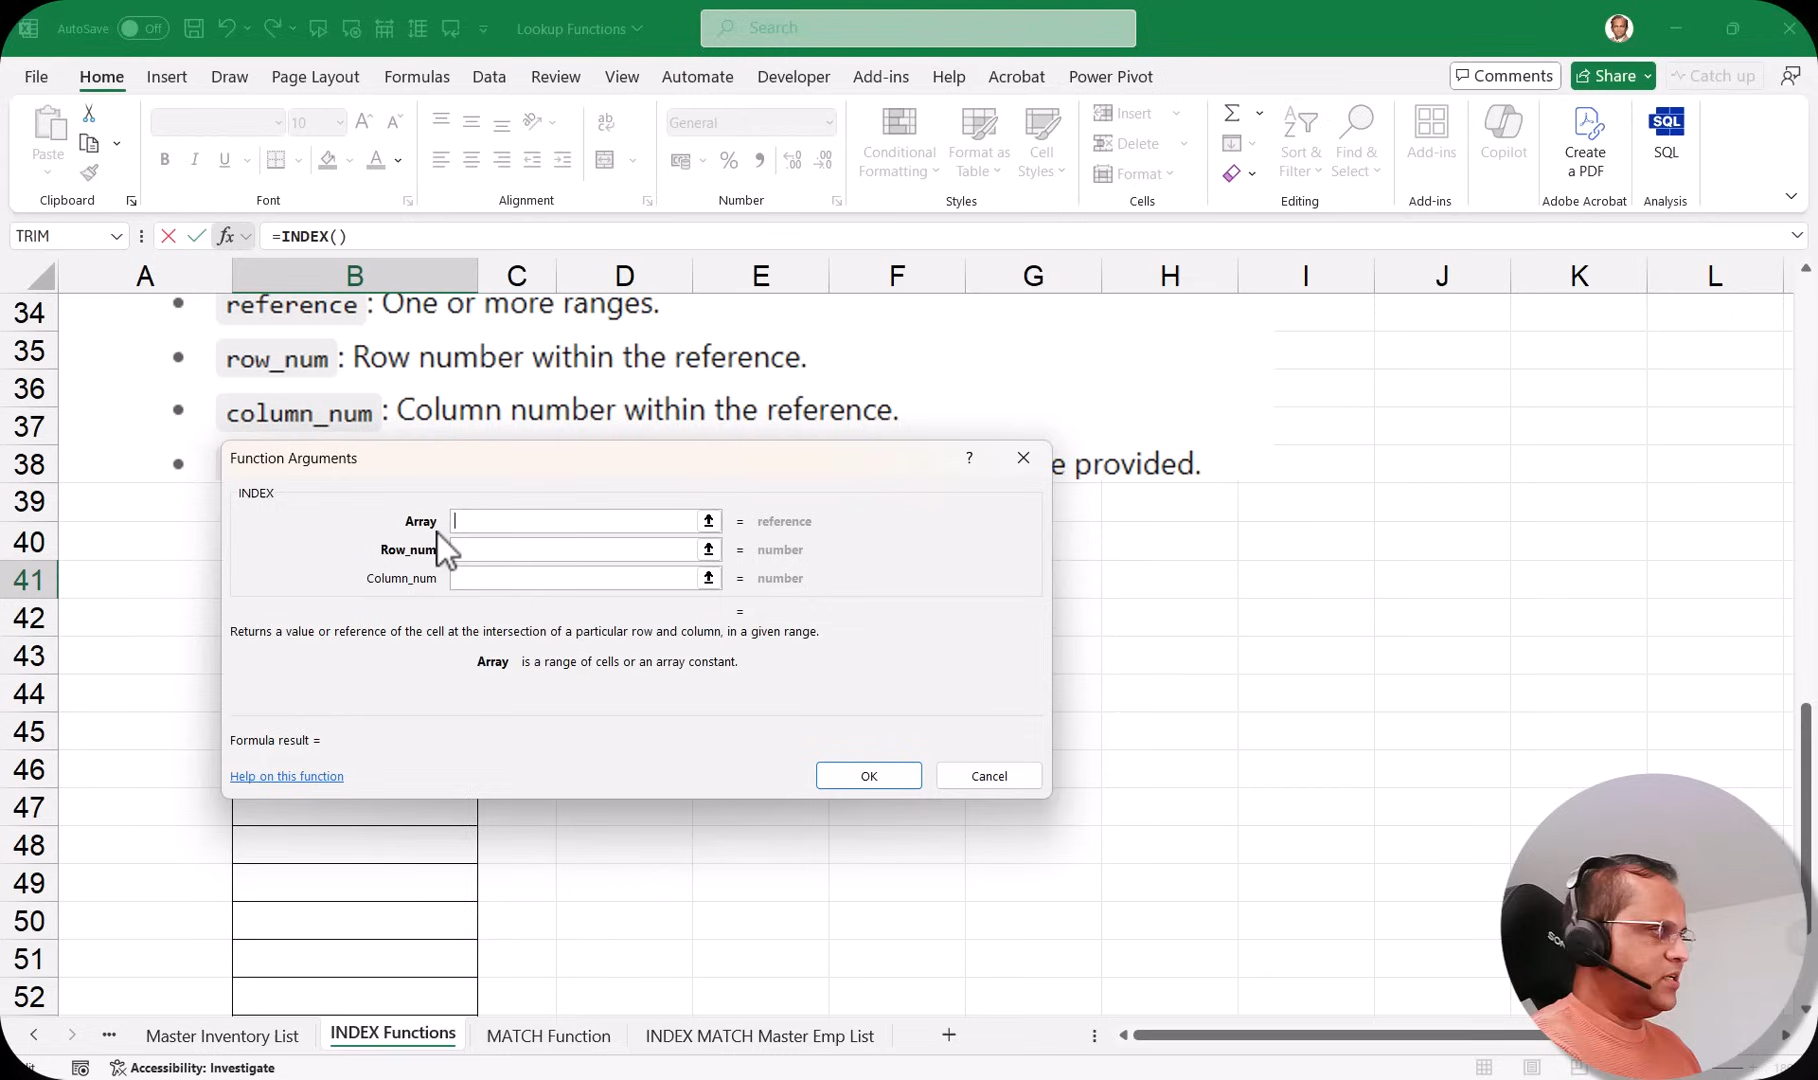 AutoSave Off
Lookup Functions
Search
File Home Insert Draw Page Layout Formulas Data Review View Automate Developer Add-ins Help Acrobat Power Pivot
Comments Share Catch up
Paste
10
General
Conditional Formatting
Format as Table
Cell Styles
Insert
Delete
Format
Sort & Filter
Find & Select
Add-ins
Copilot
Create a PDF
SQL
SQL
Clipboard Font Alignment Number Styles Cells Editing Add-ins Adobe Acrobat Analysis
TRIM
fx =INDEX()
A B C D E F G H I J K L
34
35
36
37
38
39
40
41
42
43
44
45
46
47
48
49
50
51
52
• reference : One or more ranges.
• row_num : Row number within the reference.
• column_num : Column number within the reference.
• e provided.
Function Arguments ?
INDEX
Array = reference
Row_num = number
Column_num = number
=
Returns a value or reference of the cell at the intersection of a particular row and column, in a given range.
Array is a range of cells or an array constant.
Formula result =
Help on this function
OK Cancel
Master Inventory List INDEX Functions MATCH Function INDEX MATCH Master Emp List
Accessibility: Investigate